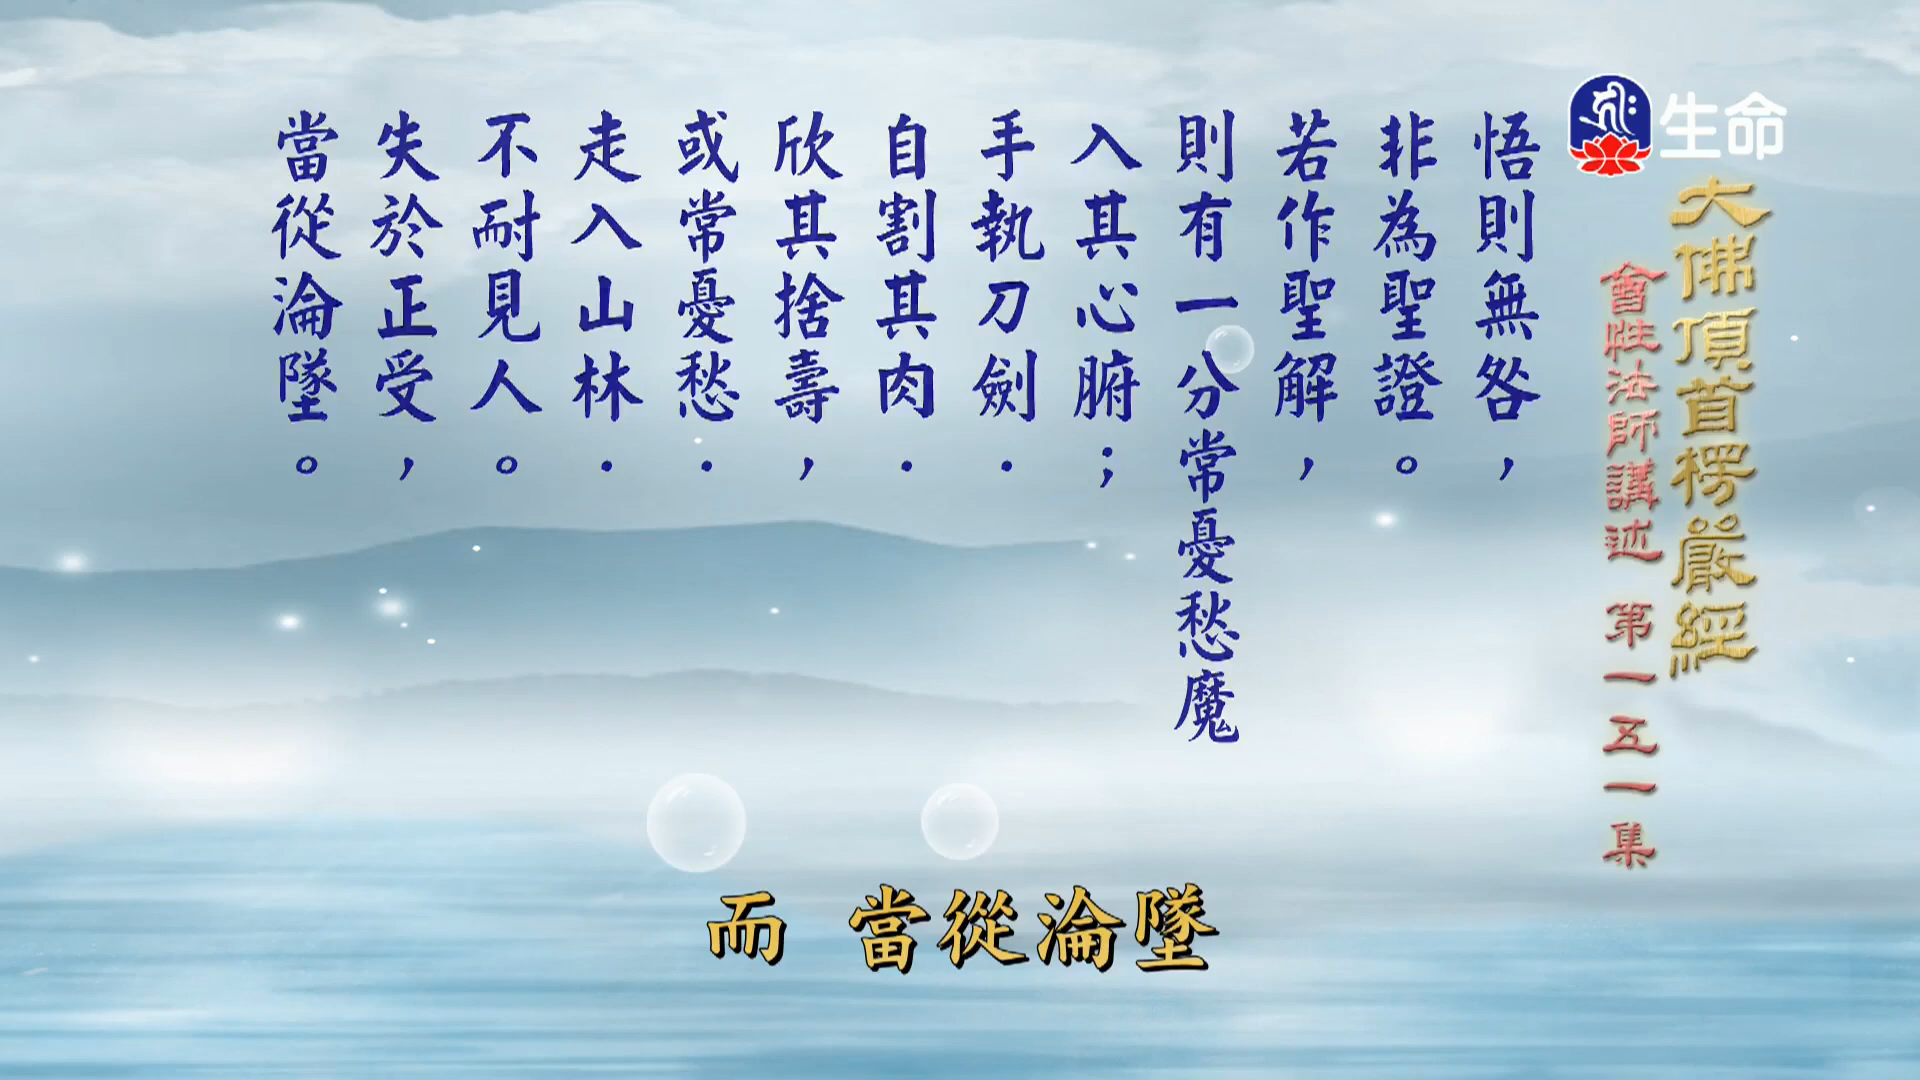 生命
大佛頂首楞嚴經
會性法師講述 第一五一集
悟則無咎，
非為聖證。
若作聖解，
則有一分常憂愁魔
入其心腑；
手執刀劍．
自割其肉．
欣其捨壽，
或常憂愁．
走入山林．
不耐見人。
失於正受，
當從淪墜。
而 當從淪墜